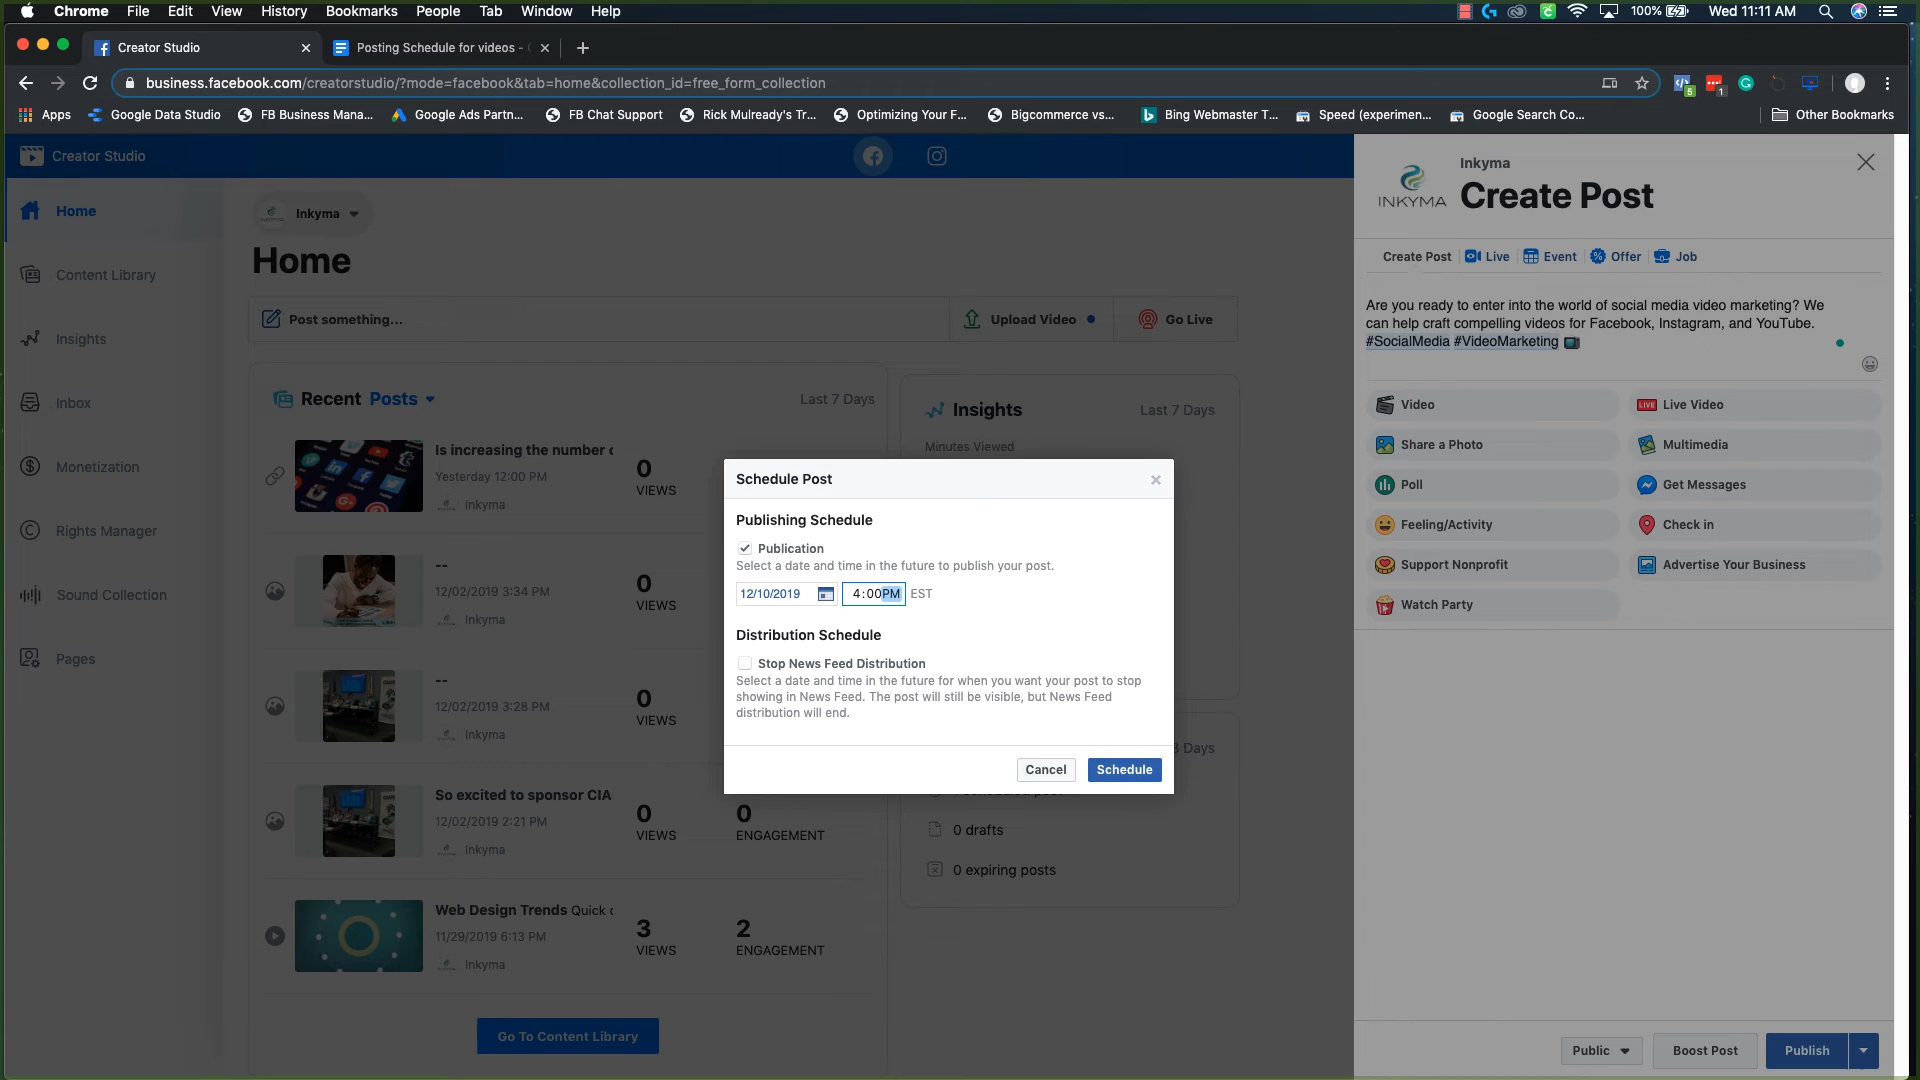 Chrome File Edit View History Bookmarks People Tab Window Help
100% Wed 11:11 AM
Creator Studio
Posting Schedule for videos -
business.facebook.com/creatorstudio/?mode=facebook&tab=home&collection_id=free_form_collection
5
1
Apps Google Data Studio FB Business Mana... Google Ads Partn... FB Chat Support Rick Mulready's Tr... Optimizing Your F... Bigcommerce vs... Bing Webmaster T... Speed (experimen... Google Search Co... Other Bookmarks
Creator Studio
Home
Content Library
Insights
Inbox
Monetization
Rights Manager
Sound Collection
Pages
Inkyma
Home
Post something...
Upload Video
Go Live
Recent Posts
Last 7 Days
Is increasing the number
Yesterday 12:00 PM
Inkyma
0
VIEWS
--
12/02/2019 3:34 PM
Inkyma
0
VIEWS
--
12/02/2019 3:28 PM
Inkyma
0
VIEWS
So excited to sponsor CIA
12/02/2019 2:21 PM
Inkyma
0
VIEWS
0
ENGAGEMENT
Web Design Trends Quick
11/29/2019 6:13 PM
Inkyma
3
VIEWS
2
ENGAGEMENT
Go To Content Library
Insights
Last 7 Days
Minutes Viewed
Days
0 drafts
0 expiring posts
Schedule Post
Publishing Schedule
Publication
Select a date and time in the future to publish your post.
12/10/2019 4:00PM EST
Distribution Schedule
Stop News Feed Distribution
Select a date and time in the future for when you want your post to stop
showing in News Feed. The post will still be visible, but News Feed
distribution will end.
Cancel
Schedule
INKYMA
Inkyma
Create Post
Create Post Live Event Offer Job
Are you ready to enter into the world of social media video marketing? We
can help craft compelling videos for Facebook, Instagram, and YouTube.
#SocialMedia #VideoMarketing
Video
LIVE Live Video
Share a Photo
Multimedia
Poll
Get Messages
Feeling/Activity
Check in
Support Nonprofit
Advertise Your Business
Watch Party
Public
Boost Post
Publish